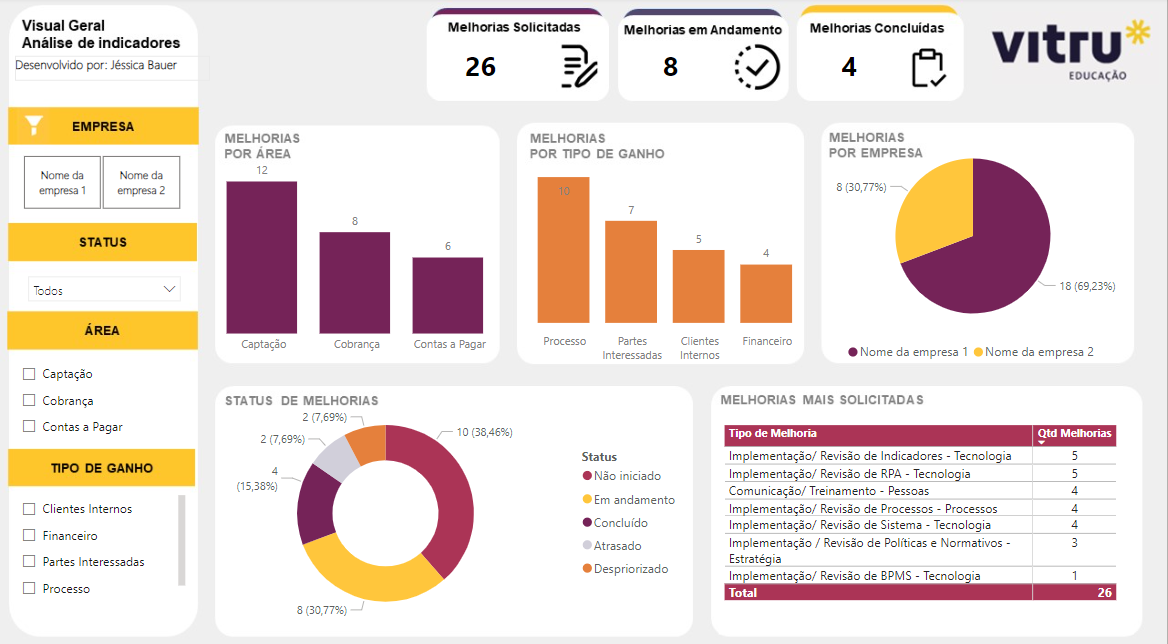 Visual Geral
Análise de indicadores
Desenvolvido por: Jéssica Bauer
EMPRESA
Nome da
empresa 1
Nome da
empresa 2
STATUS
Todos
ÁREA
Captação
Cobrança
Contas a Pagar
TIPO DE GANHO
Clientes Internos
Financeiro
Partes Interessadas
Processo
Melhorias Solicitadas
26
Melhorias em Andamento
8
Melhorias Concluídas
4
vitru
EDUCAÇÃO
MELHORIAS
POR ÁREA
12
8
6
Captação
Cobrança
Contas a Pagar
MELHORIAS
POR TIPO DE GANHO
10
7
5
4
Processo
Partes
Interessadas
Clientes
Internos
Financeiro
MELHORIAS
POR EMPRESA
8 (30,77%)
18 (69,23%)
Nome da empresa 1
Nome da empresa 2
STATUS DE MELHORIAS
2 (7,69%)
2 (7,69%)
4
(15,38%)
10 (38,46%)
8 (30,77%)
Status
Não iniciado
Em andamento
Concluído
Atrasado
Despriorizado
MELHORIAS MAIS SOLICITADAS
Tipo de Melhoria Qtd Melhorias
Implementação/ Revisão de Indicadores - Tecnologia 5
Implementação/ Revisão de RPA - Tecnologia 5
Comunicação/ Treinamento - Pessoas 4
Implementação/ Revisão de Processos - Processos 4
Implementação/ Revisão de Sistema - Tecnologia 4
Implementação / Revisão de Políticas e Normativos - 3
Estratégia
Implementação/ Revisão de BPMS - Tecnologia 1
Total 26